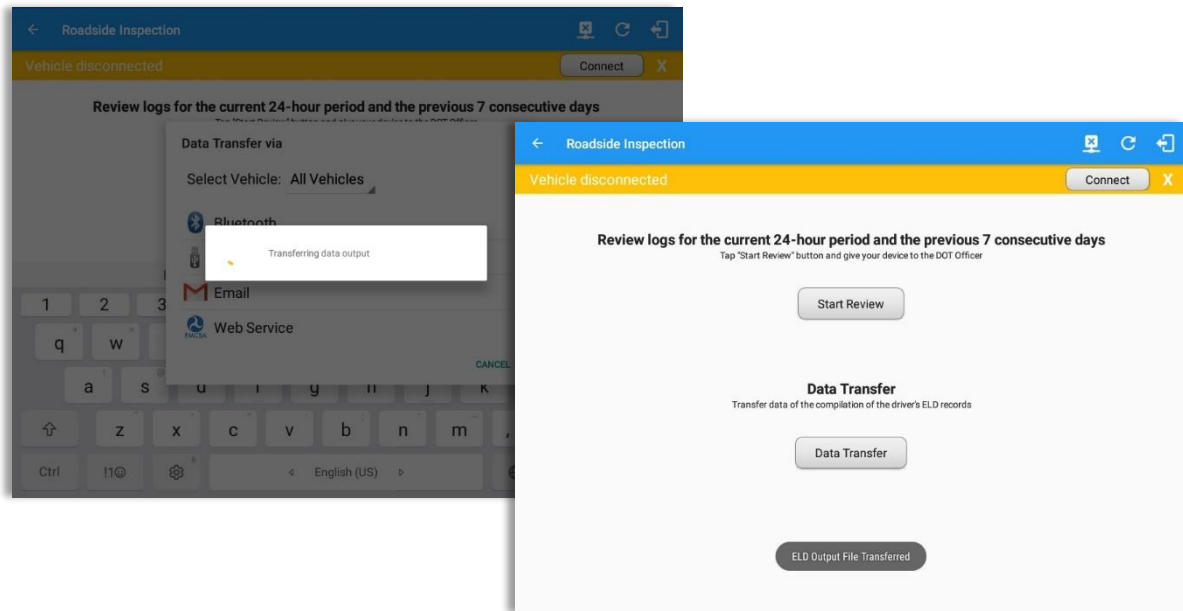 Roadside Inspection
Vehicle disconnected
Connect X
Review logs for the current 24-hour period and the previous 7 consecutive days
Data Transfer via
Select Vehicle: All Vehicles
Bluetooth
Transferring data output
Email
FMCSA
Web Service
CANCEL
1 2 3
q w
a s u i g h j k
z x c v b n m ,
Ctrl !1☺ English (US)
Roadside Inspection
Vehicle disconnected
Connect X
Review logs for the current 24-hour period and the previous 7 consecutive days
Tap "Start Review" button and give your device to the DOT Officer
Start Review
Data Transfer
Transfer data of the compilation of the driver's ELD records
Data Transfer
ELD Output File Transferred